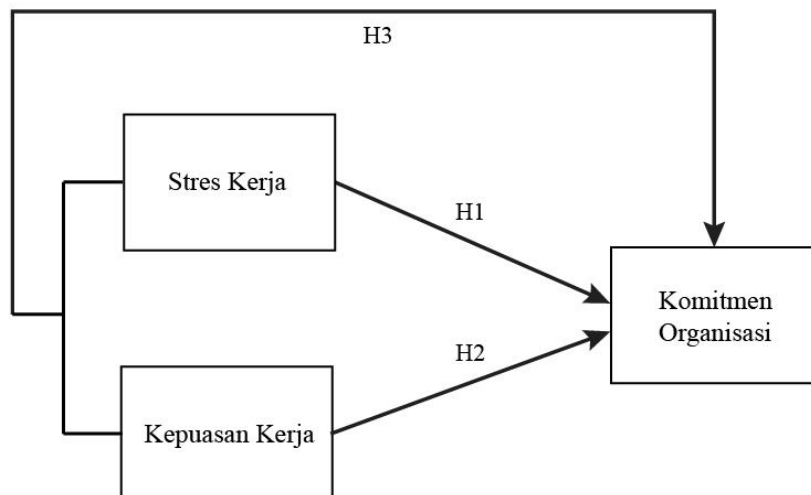 H3
Stres Kerja
H1
Komitmen
Organisasi
H2
Kepuasan Kerja